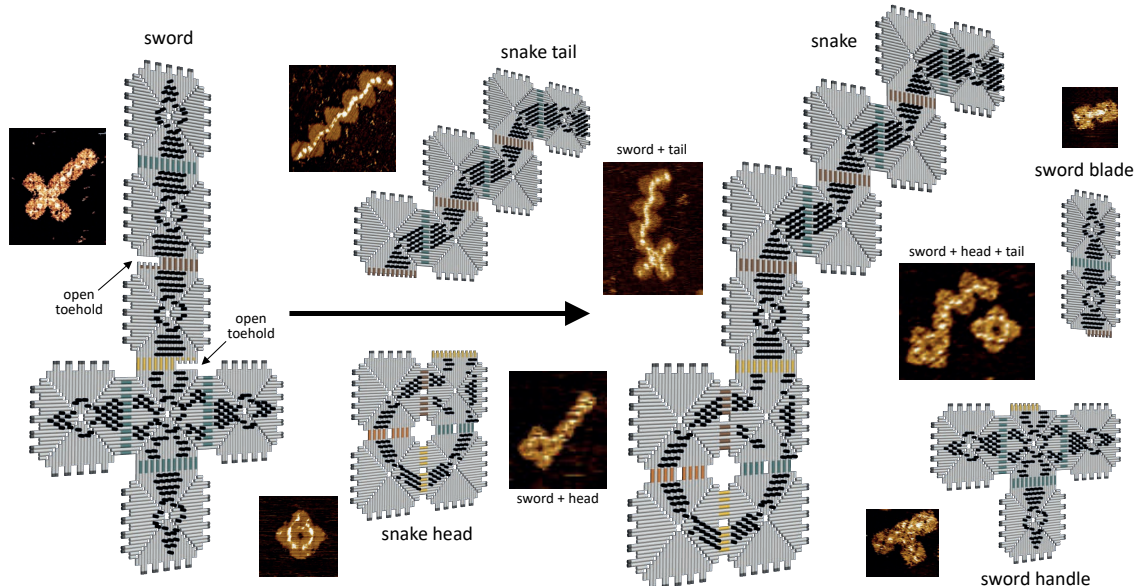 sword
snake tail
snake
sword + tail
sword blade
sword + head + tail
open
toehold
open
toehold
sword + head
snake head
sword handle